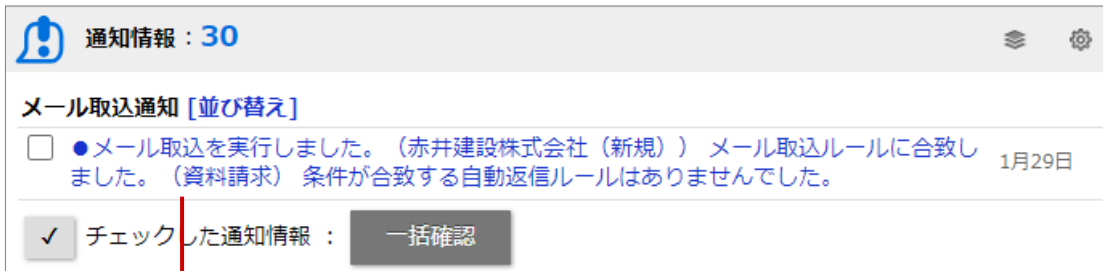 通知情報：30
メール取込通知 [並び替え]
●メール取込を実行しました。（赤井建設株式会社（新規）） メール取込ルールに合致し
ました。（資料請求） 条件が合致する自動返信ルールはありませんでした。
1月29日
✓ チェックした通知情報 ： 一括確認